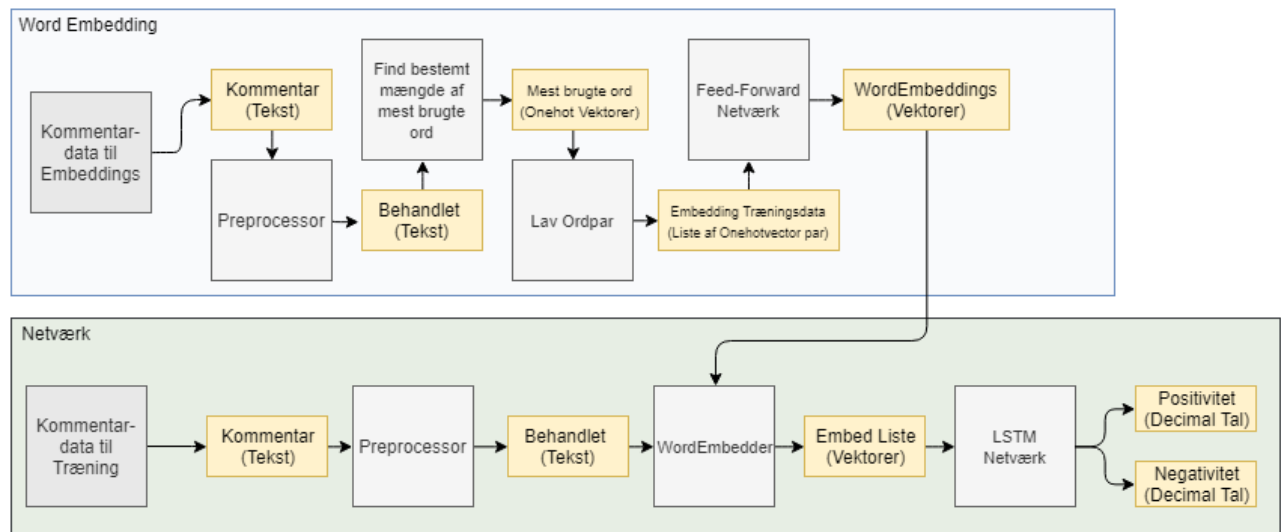 Word Embedding
Kommentar-
data til
Embeddings
Kommentar
(Tekst)
Preprocessor
Behandlet
(Tekst)
Find bestemt
mængde af
mest brugte
ord
Mest brugte ord
(Onehot Vektorer)
Lav Ordpar
Embedding Træningsdata
(Liste af Onehotvector par)
Feed-Forward
Netværk
WordEmbeddings
(Vektorer)
Netværk
Kommentar-
data til
Træning
Kommentar
(Tekst)
Preprocessor
Behandlet
(Tekst)
WordEmbedder
Embed Liste
(Vektorer)
LSTM
Netværk
Positivitet
(Decimal Tal)
Negativitet
(Decimal Tal)